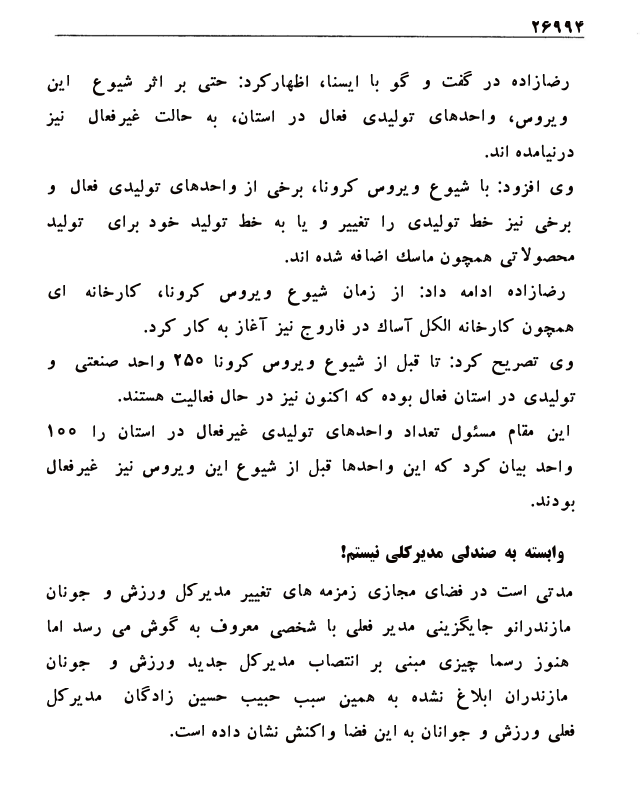 ۲۶۹۹۴
رضازاده در گفت و گو با ایسنا، اظهارکرد: حتی بر اثر شیوع این
ویروس، واحدهای تولیدی فعال در استان، به حالت غیرفعال نیز
درنیامده اند.
وی افزود: با شیوع ویروس کرونا، برخی از واحدهای تولیدی فعال و
برخی نیز خط تولیدی را تغییر و یا به خط تولید خود برای تولید
محصولاتی همچون ماسك اضافه شده اند.
رضازاده ادامه داد: از زمان شیوع ویروس کرونا، کارخانه ای
همچون کارخانه الکل آساك در فاروج نیز آغاز به کار کرد.
وی تصریح کرد: تا قبل از شیوع ویروس کرونا ۲۵۰ واحد صنعتی و
تولیدی در استان فعال بوده که اکنون نیز در حال فعالیت هستند.
این مقام مسئول تعداد واحدهای تولیدی غیرفعال در استان را ۱۰۰
واحد بیان کرد که این واحدها قبل از شیوع این ویروس نیز غیرفعال
بودند.
وابسته به صندلی مدیرکلی نیستم!
مدتی است در فضای مجازی زمزمه های تغییر مدیرکل ورزش و جونان
مازندرانو جایگزینی مدیر فعلی با شخصی معروف به گوش می رسد اما
هنوز رسما چیزی مبنی بر انتصاب مدیرکل جدید ورزش و جونان
مازندران ابلاغ نشده به همین سبب حبیب حسین زادگان مدیرکل
فعلی ورزش و جوانان به این فضا واکنش نشان داده است.